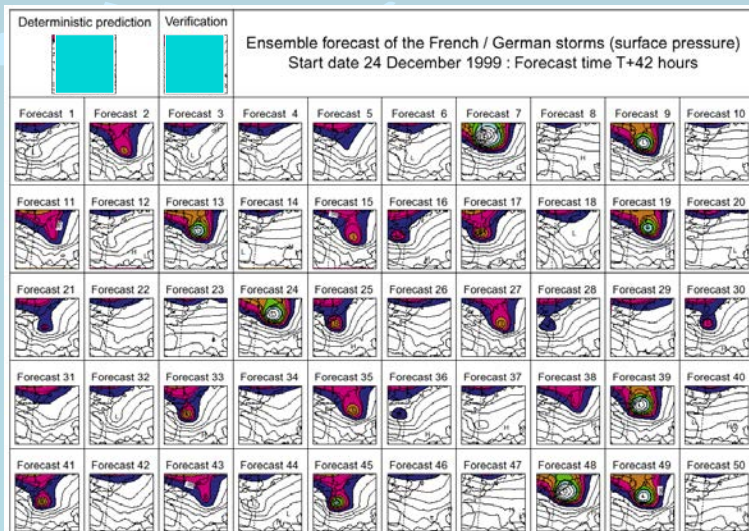 Deterministic prediction
Verification
Ensemble forecast of the French / German storms (surface pressure)
Start date 24 December 1999 : Forecast time T+42 hours
Forecast 1
Forecast 2
Forecast 3
Forecast 4
Forecast 5
Forecast 6
Forecast 7
Forecast 8
Forecast 9
Forecast 10
Forecast 11
Forecast 12
Forecast 13
Forecast 14
Forecast 15
Forecast 16
Forecast 17
Forecast 18
Forecast 19
Forecast 20
Forecast 21
Forecast 22
Forecast 23
Forecast 24
Forecast 25
Forecast 26
Forecast 27
Forecast 28
Forecast 29
Forecast 30
Forecast 31
Forecast 32
Forecast 33
Forecast 34
Forecast 35
Forecast 36
Forecast 37
Forecast 38
Forecast 39
Forecast 40
Forecast 41
Forecast 42
Forecast 43
Forecast 44
Forecast 45
Forecast 46
Forecast 47
Forecast 48
Forecast 49
Forecast 50